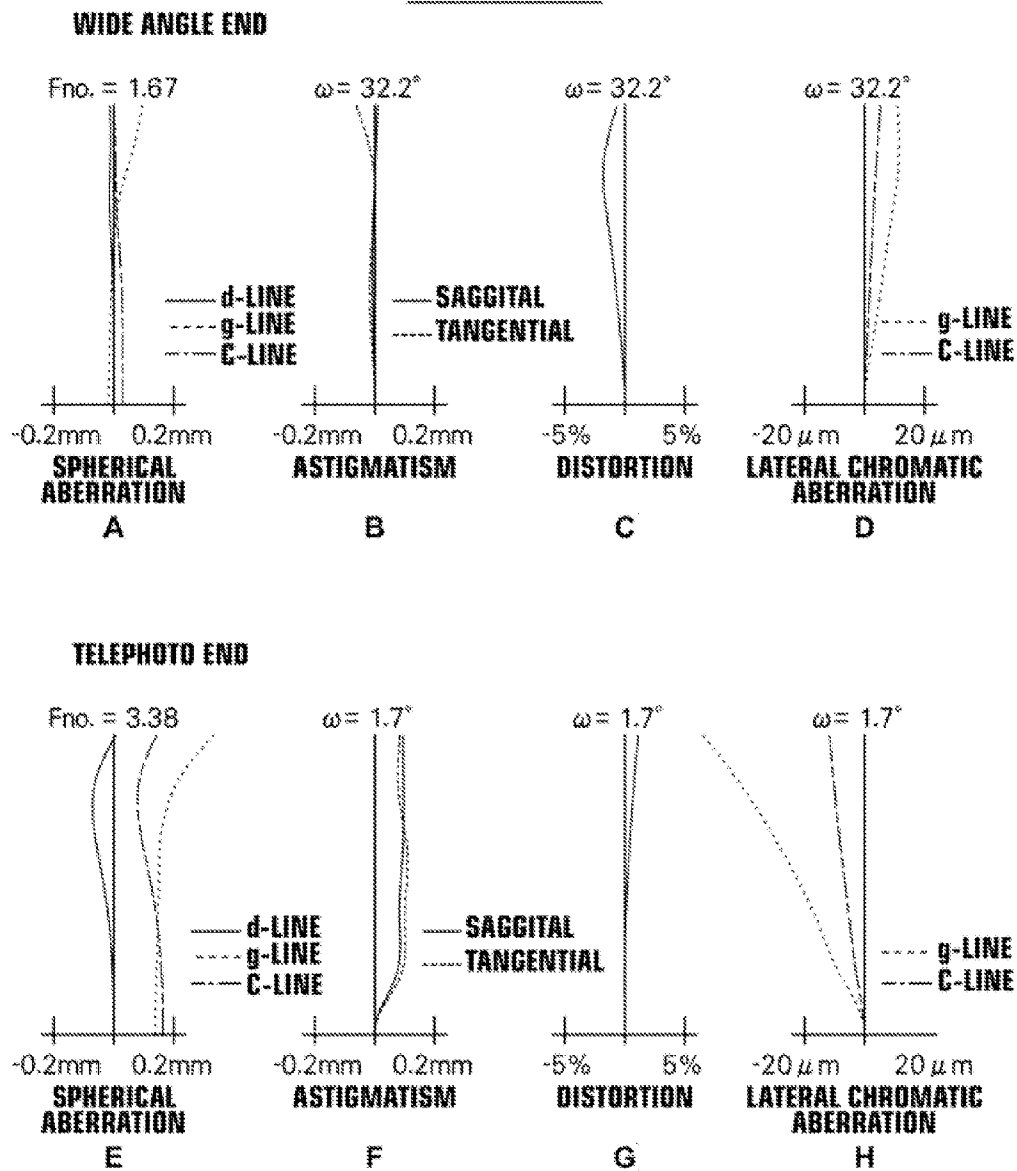 WIDE ANGLE END
Fno. = 1.67
ω= 32.2°
ω= 32.2°
ω= 32.2°
d-LINE
g-LINE
C-LINE
SAGGITAL
TANGENTIAL
g-LINE
C-LINE
-0.2mm 0.2mm
-0.2mm 0.2mm
-5% 5%
-20 μm 20 μm
SPHERICAL
ABERRATION
ASTIGMATISM
DISTORTION
LATERAL CHROMATIC
ABERRATION
A
B
C
D
TELEPHOTO END
Fno. = 3.38
ω= 1.7°
ω= 1.7°
ω= 1.7°
d-LINE
g-LINE
C-LINE
SAGGITAL
TANGENTIAL
g-LINE
C-LINE
-0.2mm 0.2mm
-0.2mm 0.2mm
-5% 5%
-20 μm 20 μm
SPHERICAL
ABERRATION
ASTIGMATISM
DISTORTION
LATERAL CHROMATIC
ABERRATION
E
F
G
H